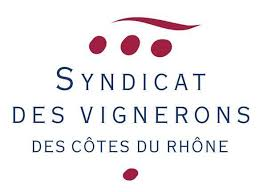 SYNDICAT
DES VIGNERONS
DES CÔTES DU RHÔNE